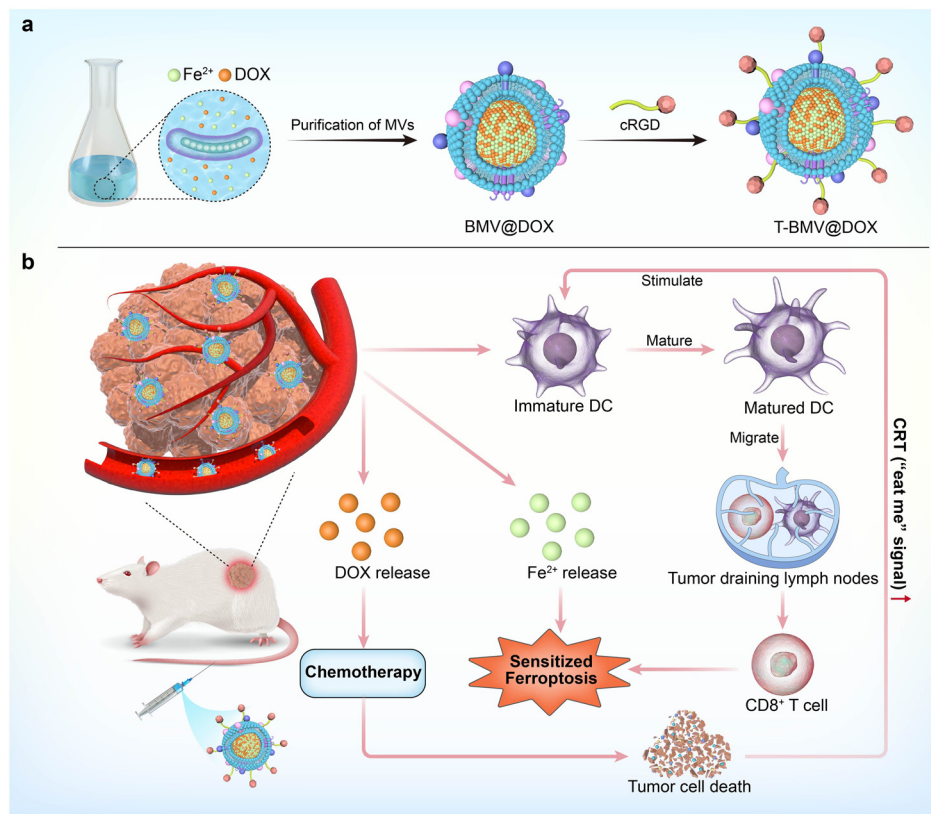 a
Fe²⁺ DOX
Purification of MVs
cRGD
BMV@DOX
T-BMV@DOX
b
Stimulate
Mature
Immature DC
Matured DC
Migrate
CRT ("eat me" signal) ↑
DOX release
Fe²⁺ release
Tumor draining lymph nodes
Chemotherapy
Sensitized
Ferroptosis
CD8⁺ T cell
Tumor cell death